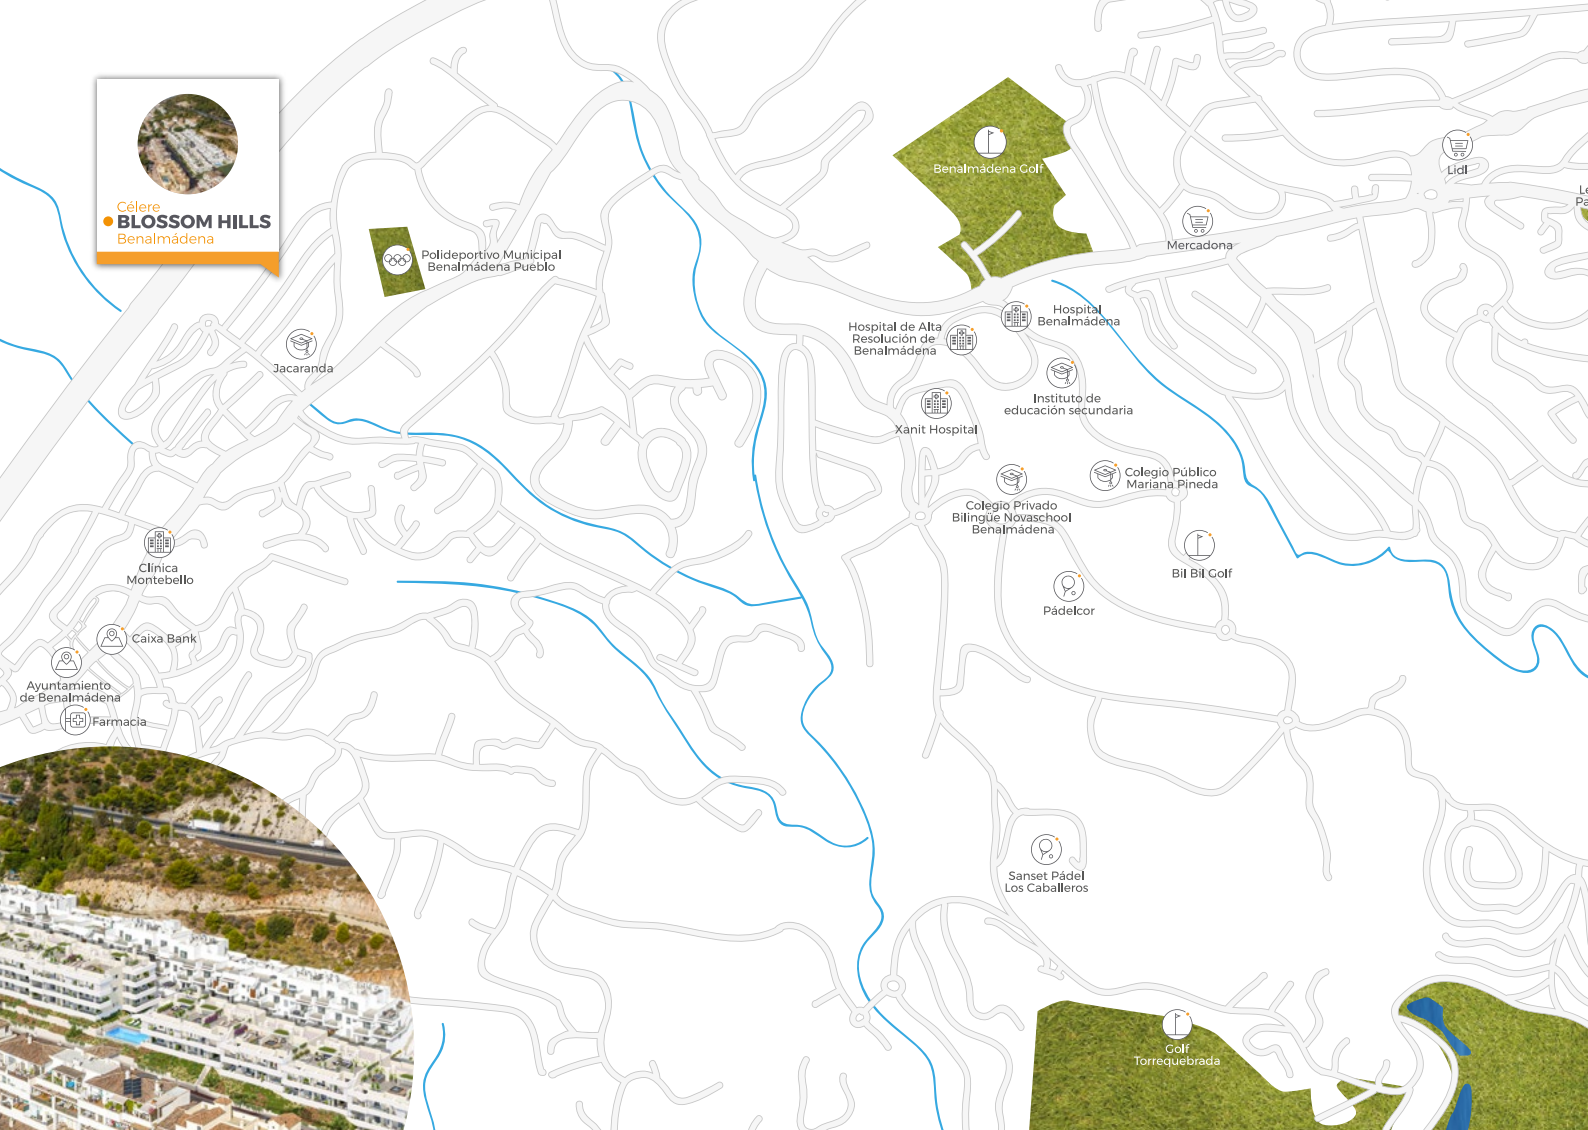 Célere
BLOSSOM HILLS
Benalmádena
Polideportivo Municipal
Benalmádena Pueblo
Jacaranda
Benalmádena Golf
Lidl
Mercadona
Hospital
Benalmádena
Hospital de Alta
Resolución de
Benalmádena
Instituto de
educación secundaria
Xanit Hospital
Colegio Público
Mariana Pineda
Colegio Privado
Bilingüe Novaschool
Benalmádena
Bil Bil Golf
Pádelcor
Clínica
Montebello
Caixa Bank
Ayuntamiento
de Benalmádena
Farmacia
Sanset Pádel
Los Caballeros
Golf
Torrequebrada